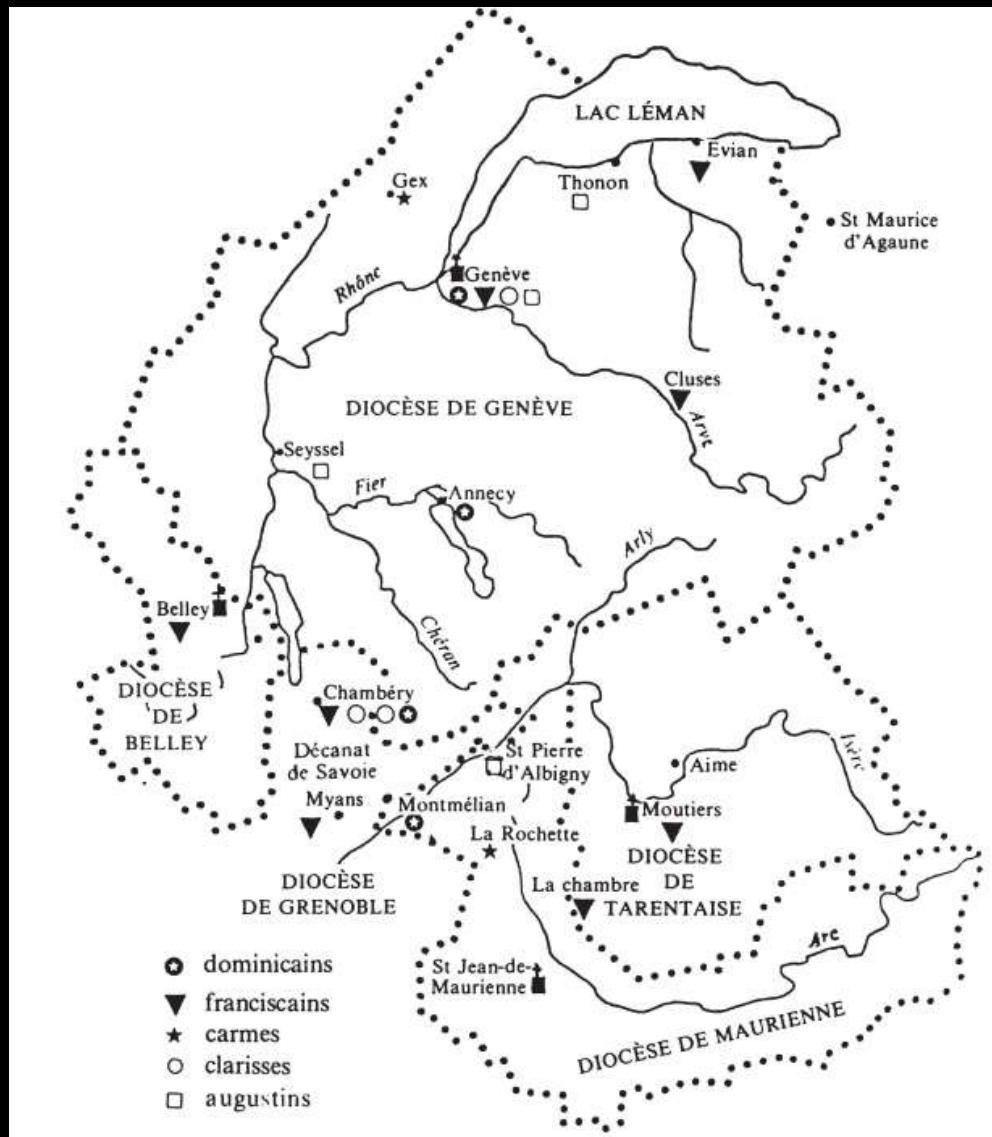 LAC LÉMAN
Évian
Thonon
Gex
St Maurice
d'Agaune
Rhône
Genève
Cluses
DIOCÈSE DE GENÈVE
Arve
Seyssel
Fier
Annecy
Arly
Belley
Chéran
DIOCÈSE
DE
BELLEY
Chambéry
Décanat
de Savoie
St Pierre
d'Albigny
Isère
Aime
Myans
Montmélian
Moutiers
La Rochette
DIOCÈSE
DE
TARENTAISE
DIOCÈSE
DE GRENOBLE
La chambre
Arc
St Jean-de-
Maurienne
DIOCÈSE DE MAURIENNE
dominicains
franciscains
carmes
clarisses
augustins